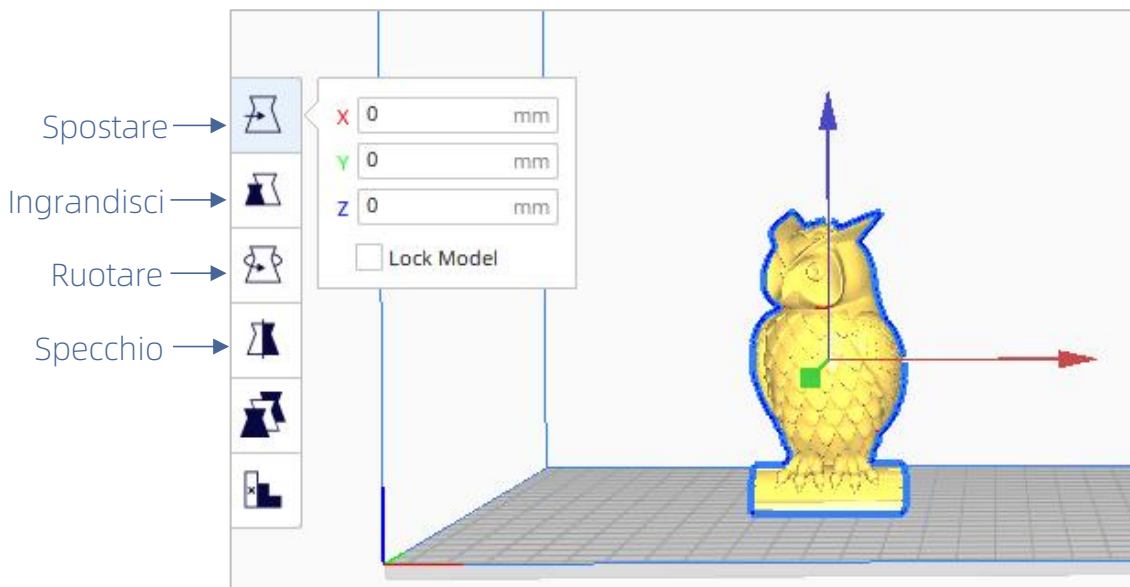 Spostare
Ingrandisci
Ruotare
Specchio
X 0 mm
Y 0 mm
Z 0 mm
Lock Model